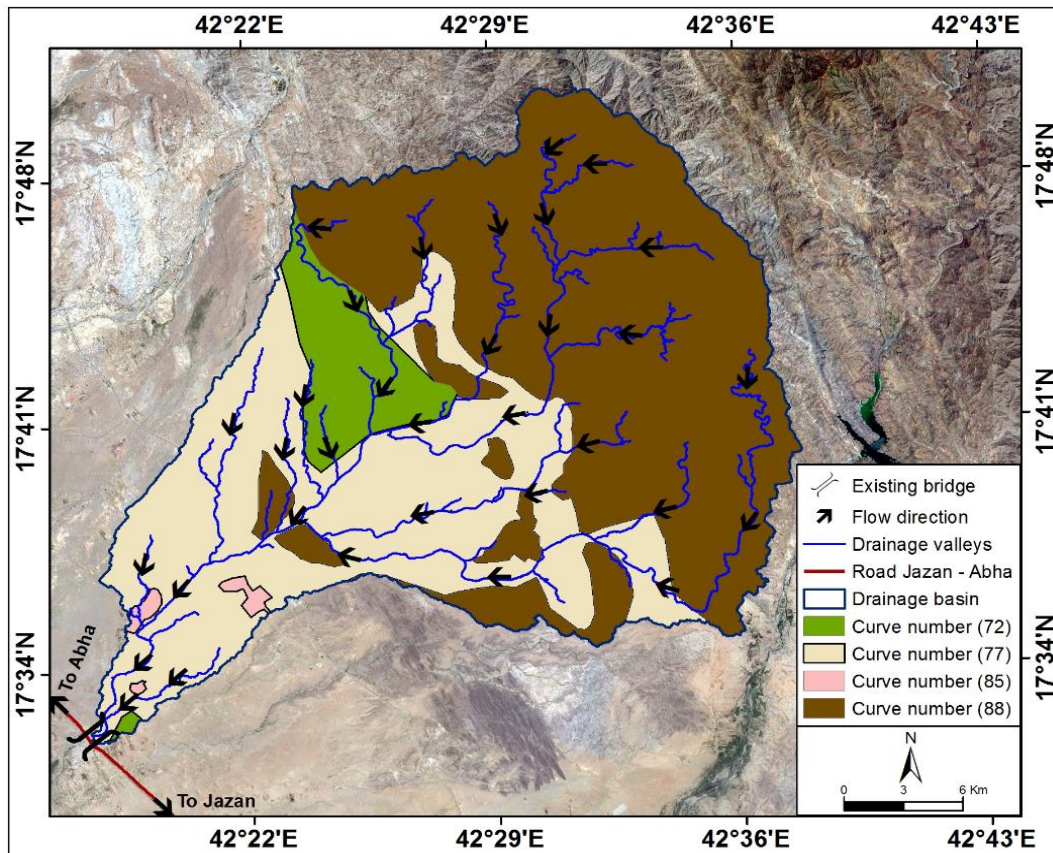 42°22'E 42°29'E 42°36'E 42°43'E
17°48'N 17°48'N
17°41'N 17°41'N
17°34'N 17°34'N
To Abha
To Jazan
Existing bridge
Flow direction
Drainage valleys
Road Jazan - Abha
Drainage basin
Curve number (72)
Curve number (77)
Curve number (85)
Curve number (88)
N
0 3 6 Km
42°22'E 42°29'E 42°36'E 42°43'E